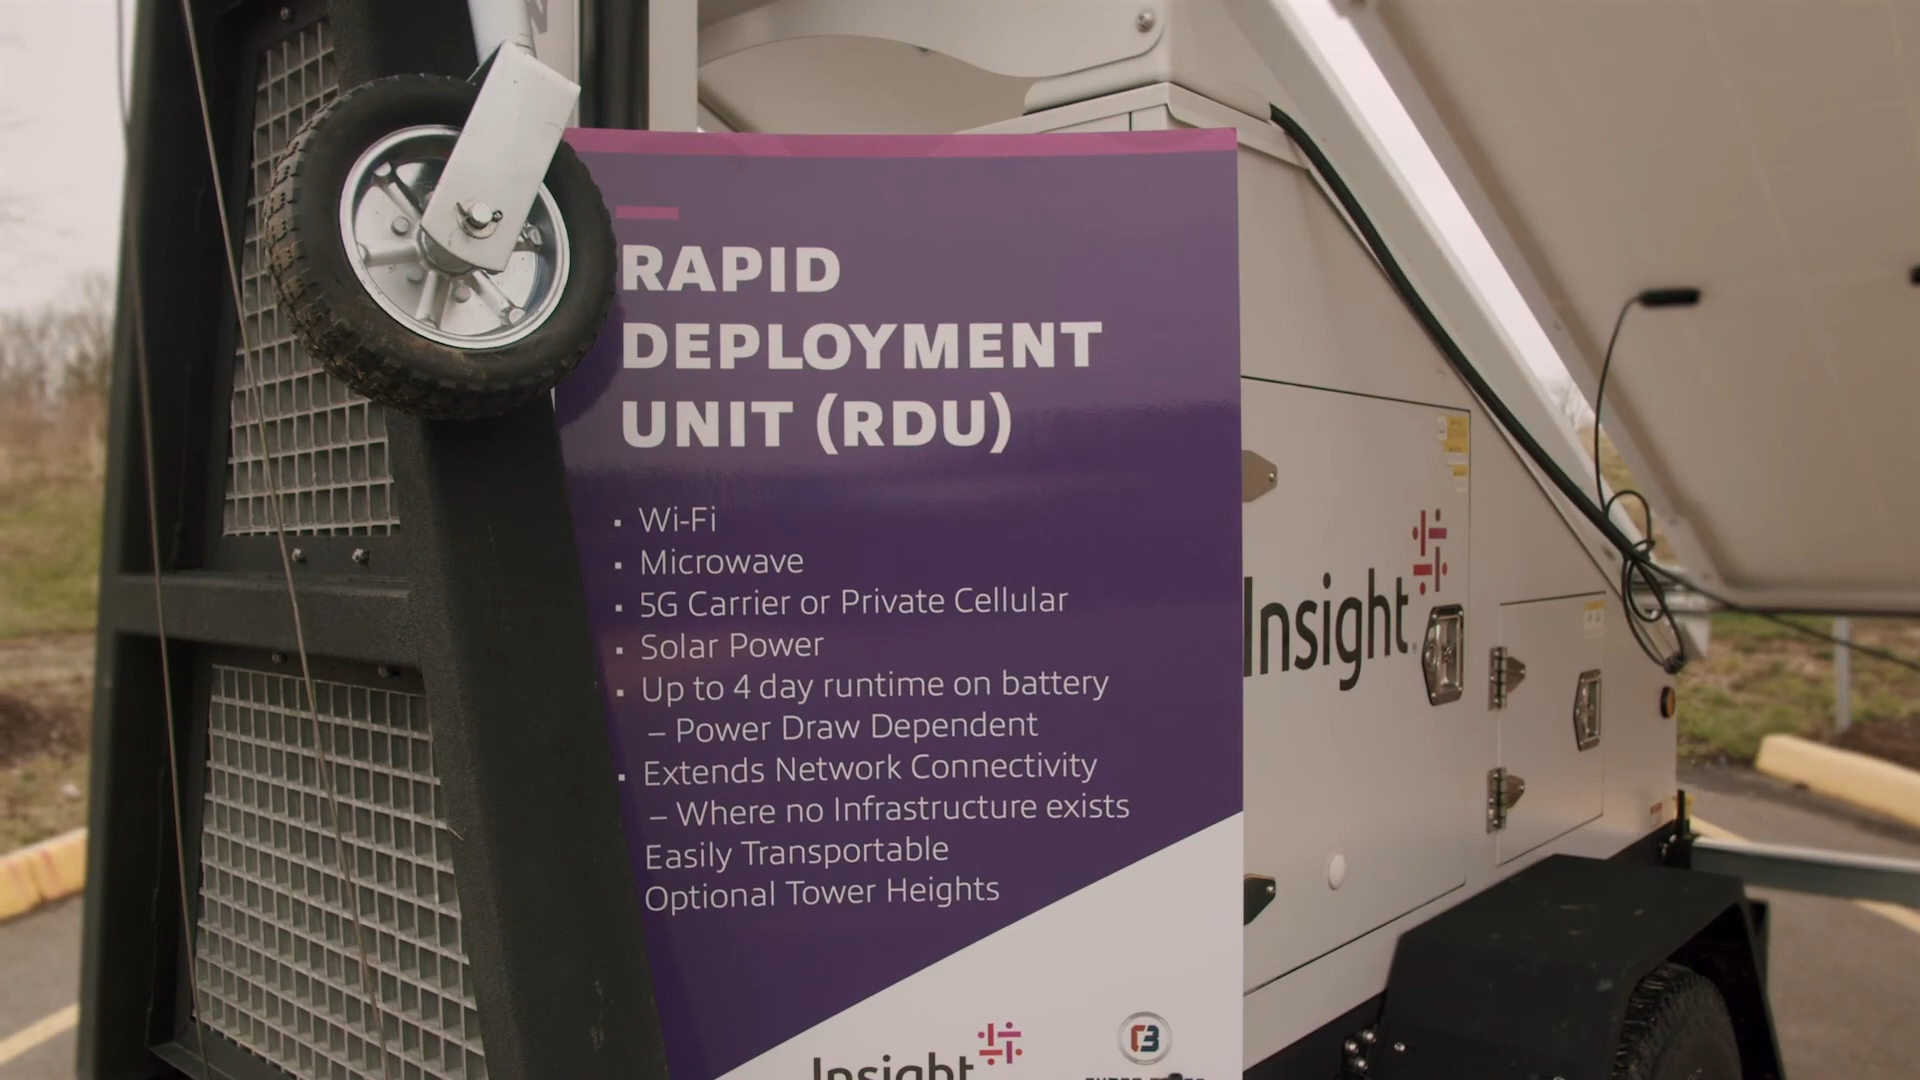 RAPID
DEPLOYMENT
UNIT (RDU)
▪ Wi-Fi
▪ Microwave
▪ 5G Carrier or Private Cellular
▪ Solar Power
▪ Up to 4 day runtime on battery
– Power Draw Dependent
▪ Extends Network Connectivity
– Where no Infrastructure exists
Easily Transportable
Optional Tower Heights
Insight
Insight